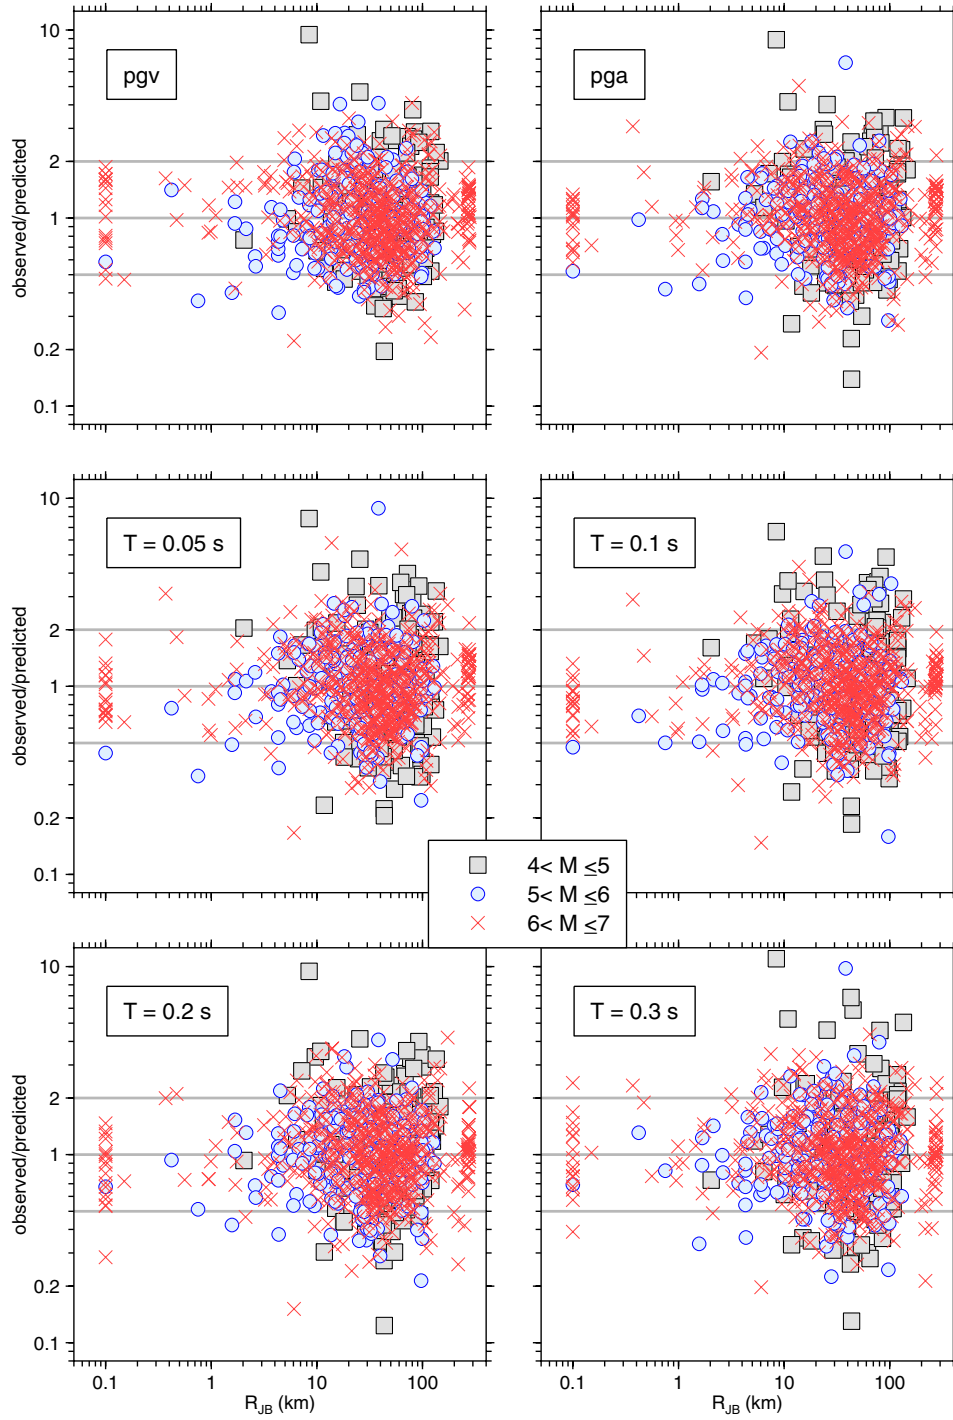 pgv
pga
observed/predicted
10
2
1
0.2
0.1
T = 0.05 s
T = 0.1 s
observed/predicted
10
2
1
0.2
0.1
4< M ≤5
5< M ≤6
6< M ≤7
T = 0.2 s
T = 0.3 s
observed/predicted
10
2
1
0.2
0.1
0.1 1 10 100 0.1 1 10 100
R_JB (km) R_JB (km)